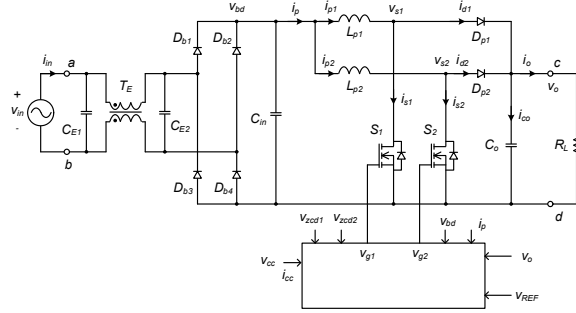 v_bd i_p i_p1 L_p1 v_s1 i_d1 D_p1
D_b1 D_b2
i_p2 L_p2 v_s2 i_d2 D_p2 i_o c
v_o
i_in a T_E
i_s1 i_s2 i_co
+ v_in -
C_E1 C_E2 C_in S_1 S_2 C_o R_L
b
D_b3 D_b4
d
v_zcd1 v_zcd2 v_g1 v_g2 v_bd i_p
v_cc i_cc v_o
v_REF